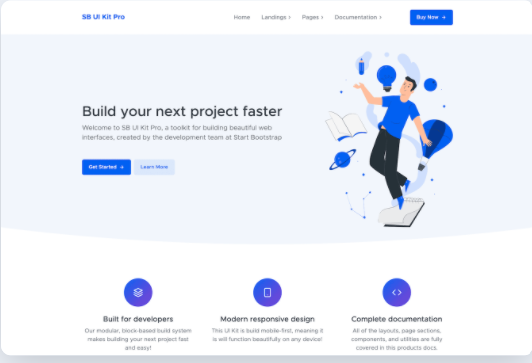 SB UI Kit Pro
Home
Landings
Pages
Documentation
Buy Now
Build your next project faster
Welcome to SB UI Kit Pro, a toolkit for building beautiful web
interfaces, created by the development team at Start Bootstrap
Get Started
Learn More
Built for developers
Our modular, block-based build system
makes building your next project fast
and easy!
Modern responsive design
This UI Kit is build mobile-first, meaning it
is will function beautifully on any device!
Complete documentation
All of the layouts, page sections,
components, and utilities are fully
covered in this products docs.